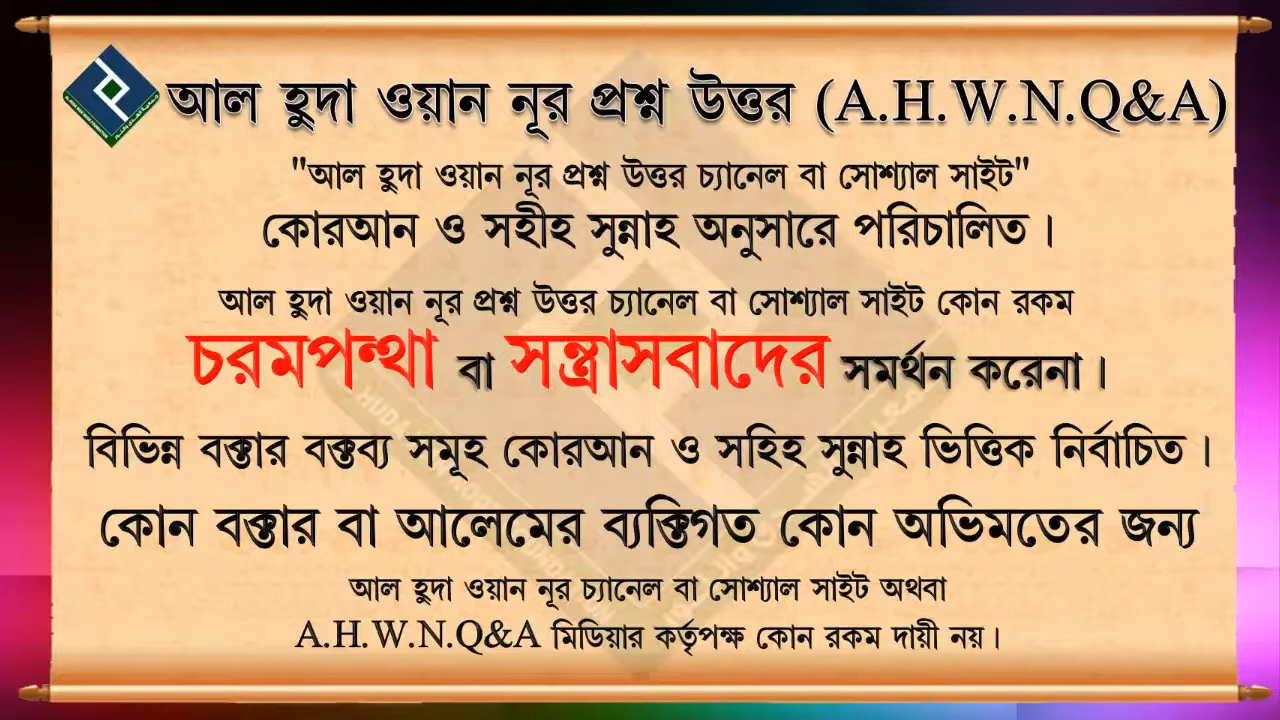 আল হুদা ওয়ান নূর প্রশ্ন উত্তর (A.H.W.N.Q&A)
"আল হুদা ওয়ান নূর প্রশ্ন উত্তর চ্যানেল বা সোশ্যাল সাইট"
কোরআন ও সহীহ সুন্নাহ অনুসারে পরিচালিত।
আল হুদা ওয়ান নূর প্রশ্ন উত্তর চ্যানেল বা সোশ্যাল সাইট কোন রকম
চরমপন্থা বা সন্ত্রাসবাদের সমর্থন করেনা।
বিভিন্ন বক্তার বক্তব্য সমূহ কোরআন ও সহিহ সুন্নাহ ভিত্তিক নির্বাচিত।
কোন বক্তার বা আলেমের ব্যক্তিগত কোন অভিমতের জন্য
আল হুদা ওয়ান নূর চ্যানেল বা সোশ্যাল সাইট অথবা
A.H.W.N.Q&A মিডিয়ার কর্তৃপক্ষ কোন রকম দায়ী নয়।